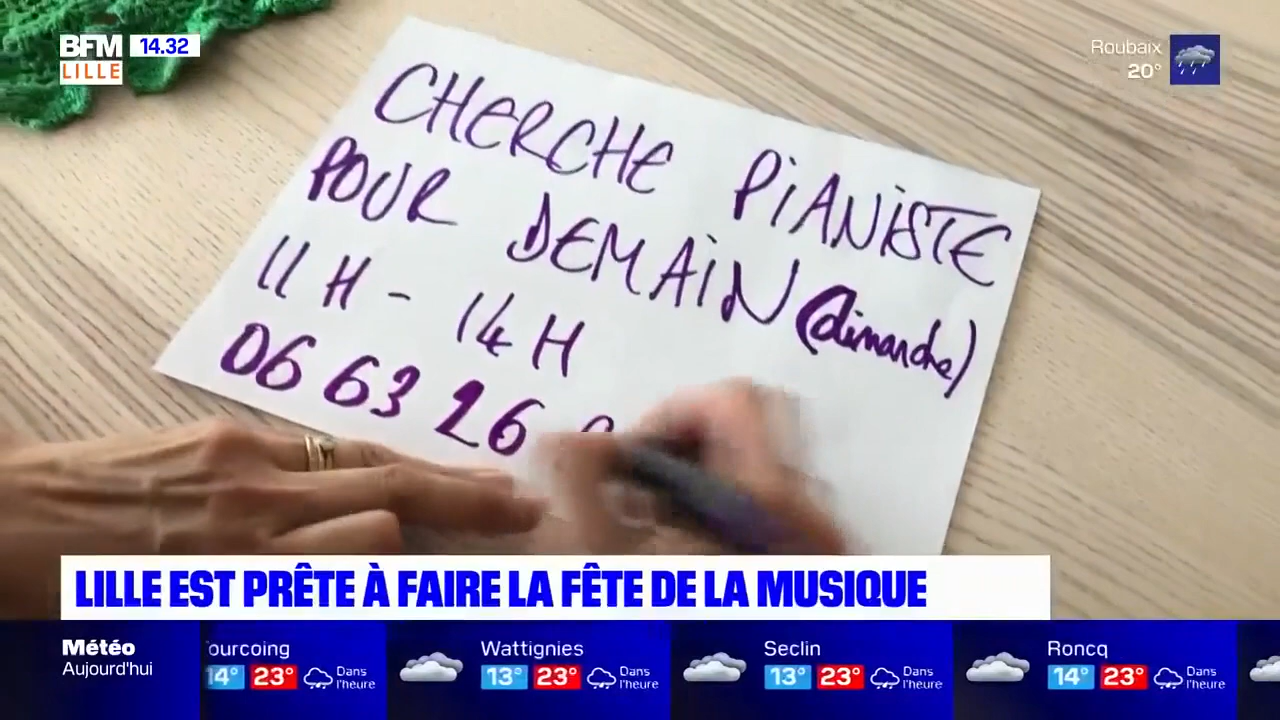 BFM
LILLE
14.32
Roubaix
20°
CHERCHE PiANiSTE
POUR DEMAiN (dimanche)
11 H - 14 H
06 63 26
LILLE EST PRÊTE À FAIRE LA FÊTE DE LA MUSIQUE
Météo
Aujourd'hui
ourcoing
14° 23° Dans l'heure
Wattignies
13° 23° Dans l'heure
Seclin
13° 23° Dans l'heure
Roncq
14° 23° Dans l'heure